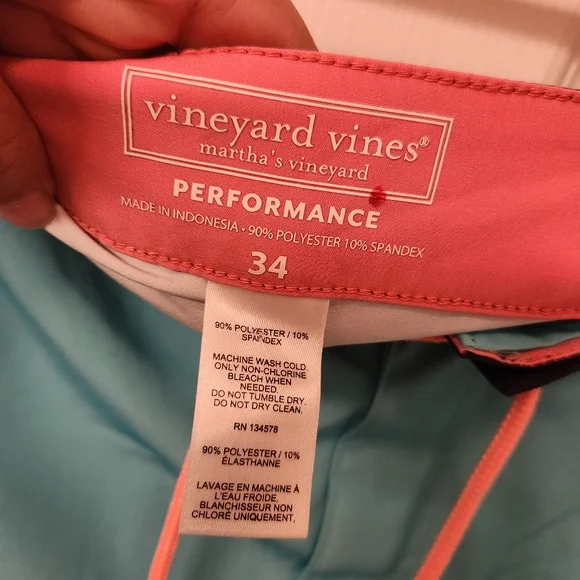 vineyard vines®
martha's vineyard
PERFORMANCE
MADE IN INDONESIA • 90% POLYESTER 10% SPANDEX
34
90% POLYESTER / 10%
SPANDEX
MACHINE WASH COLD.
ONLY NON-CHLORINE
BLEACH WHEN
NEEDED.
DO NOT TUMBLE DRY.
DO NOT DRY CLEAN.
RN 134578
90% POLYESTER / 10%
ÉLASTHANNE
LAVAGE EN MACHINE À
L'EAU FROIDE.
BLANCHISSEUR NON
CHLORÉ UNIQUEMENT.